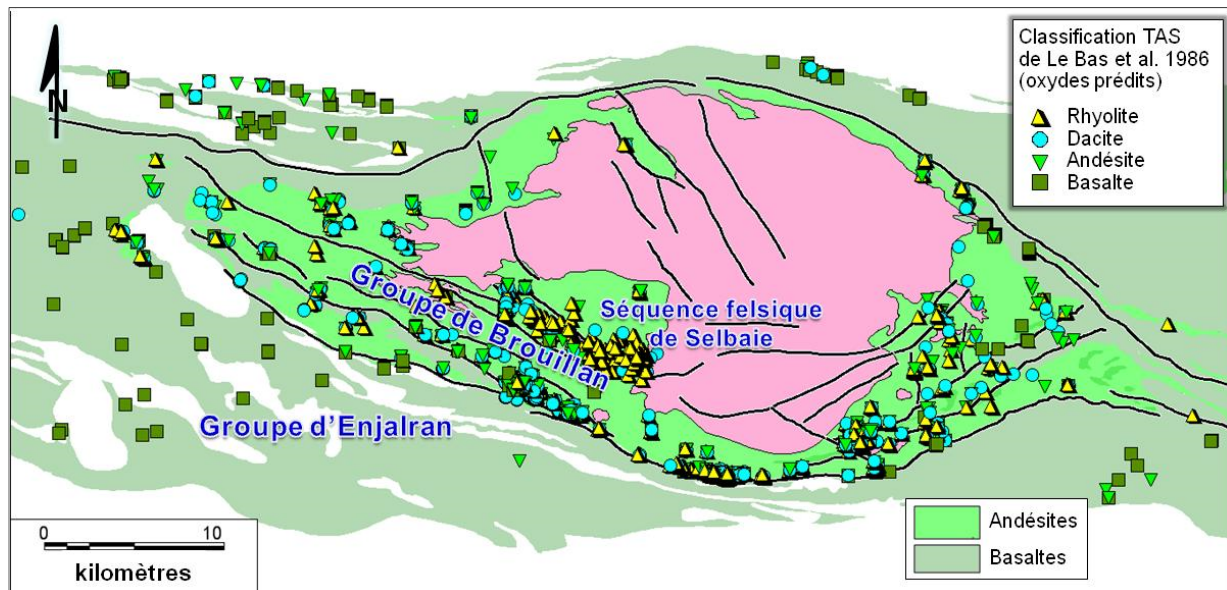 N
Classification TAS
de Le Bas et al. 1986
(oxydes prédits)
Rhyolite
Dacite
Andésite
Basalte
Groupe de Brouillan
Séquence felsique
de Selbaie
Groupe d'Enjalran
0 10
kilomètres
Andésites
Basaltes